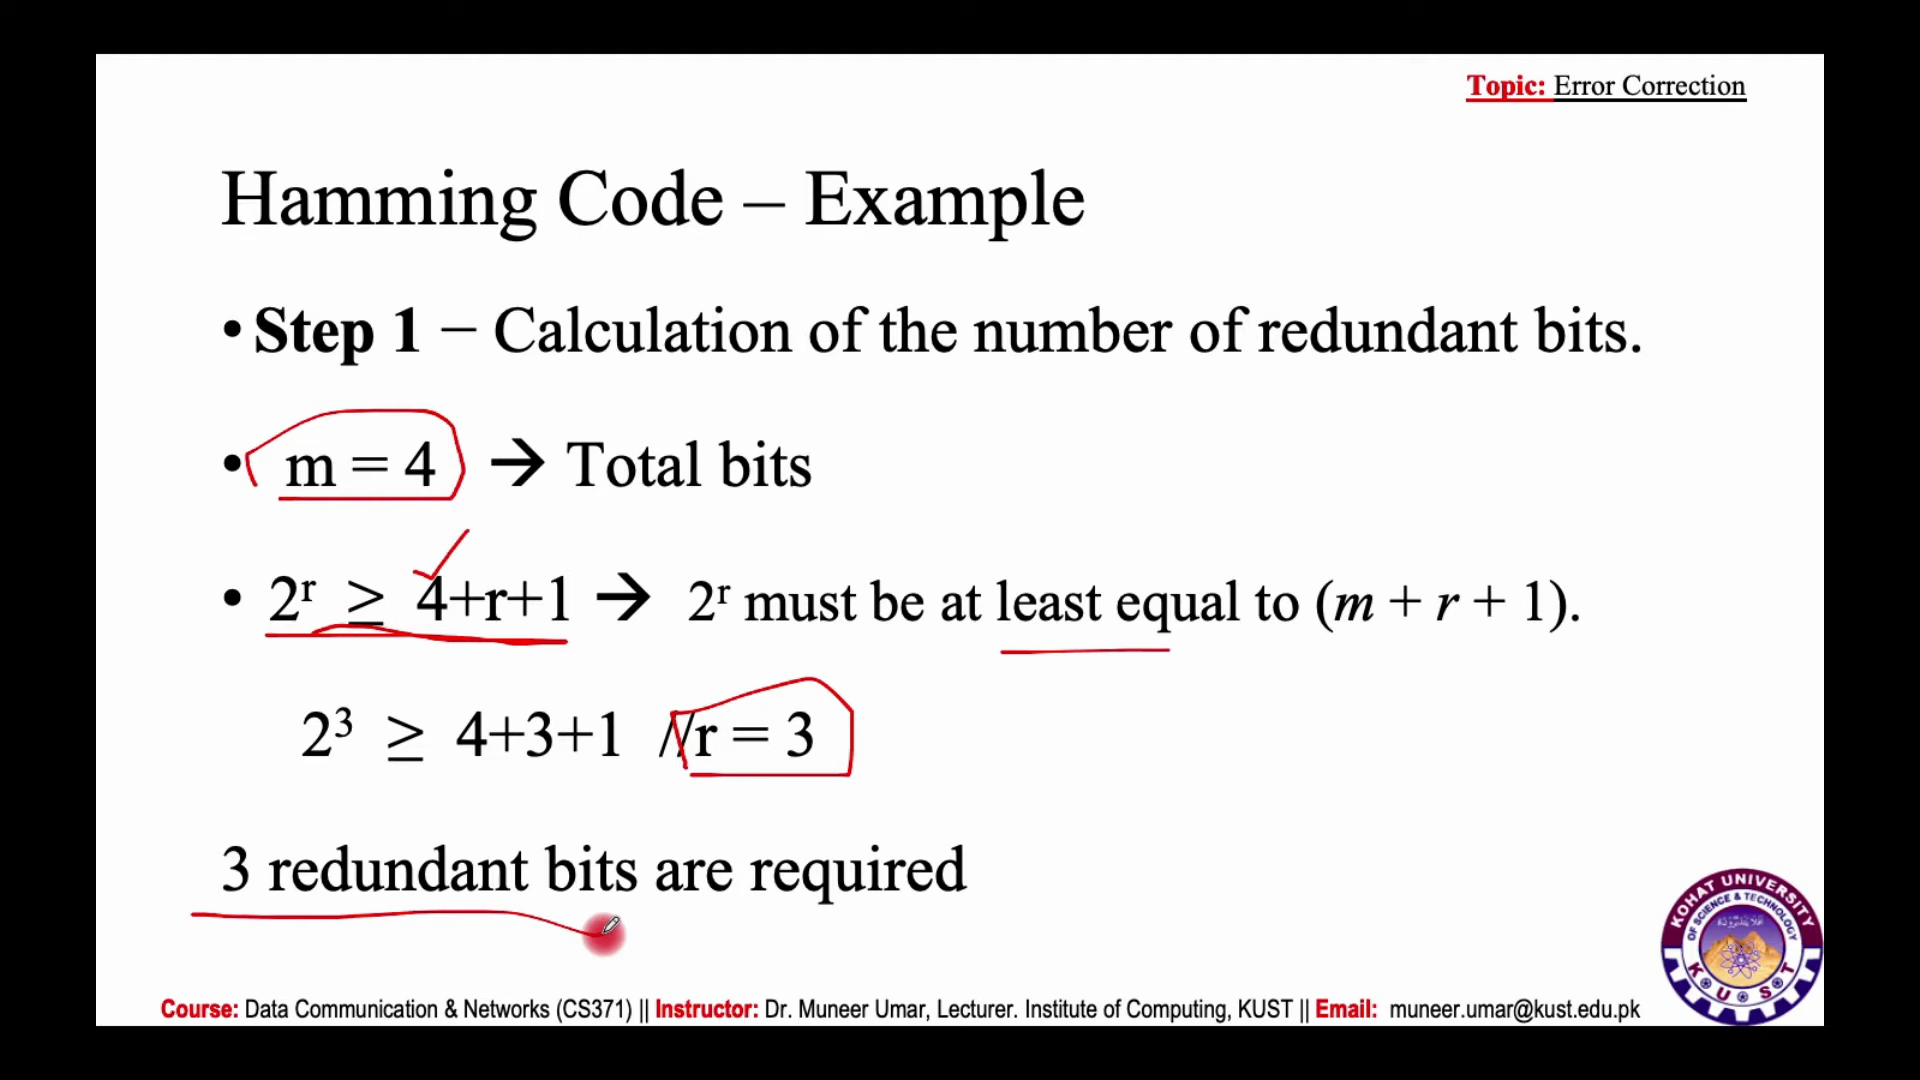 Topic: Error Correction
Hamming Code – Example
• Step 1 − Calculation of the number of redundant bits.
• m = 4 → Total bits
• 2ʳ ≥ 4+r+1 → 2ʳ must be at least equal to (m + r + 1).
2³ ≥ 4+3+1 //r = 3
3 redundant bits are required
KOHAT UNIVERSITY
OF SCIENCE & TECHNOLOGY
K U S T
Course: Data Communication & Networks (CS371) || Instructor: Dr. Muneer Umar, Lecturer. Institute of Computing, KUST || Email: muneer.umar@kust.edu.pk